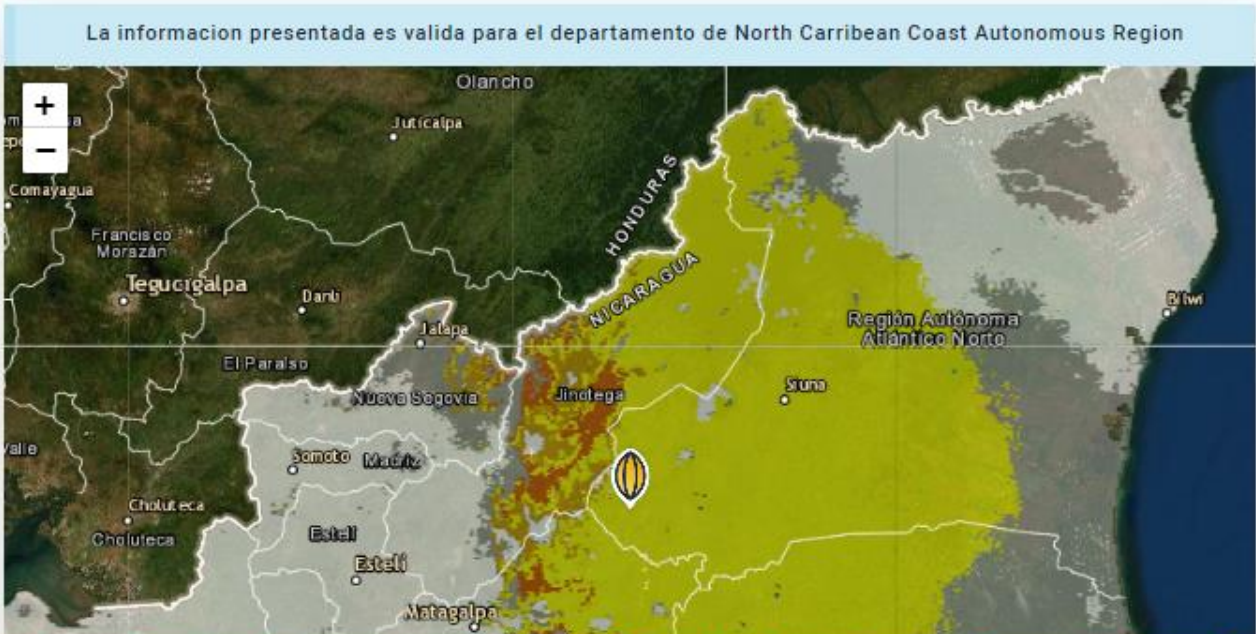 La informacion presentada es valida para el departamento de North Carribean Coast Autonomous Region
+
−
Olancho
Juticalpa
Comayagua
HONDURAS
Francisco
Morazán
Tegucigalpa
Danlí
NICARAGUA
Bilwi
Jalapa
Región Autónoma
Atlántico Norto
El Paraíso
Siuna
Nueva Segovia
Jinotega
Valle
Somoto
Madriz
Choluteca
Choluteca
Estelí
Estelí
Matagalpa